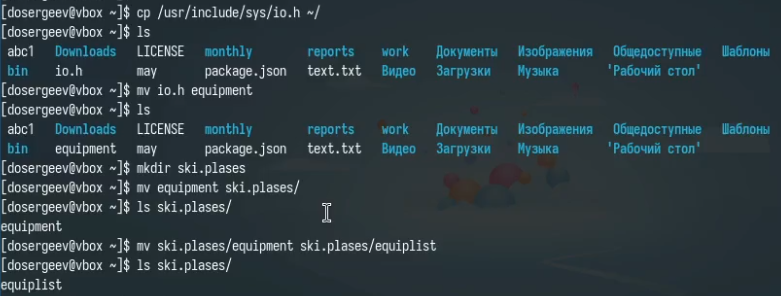 [dosergeev@vbox ~]$ cp /usr/include/sys/io.h ~/
[dosergeev@vbox ~]$ ls
abc1 Downloads LICENSE monthly reports work Документы Изображения Общедоступные Шаблоны
bin io.h may package.json text.txt Видео Загрузки Музыка 'Рабочий стол'
[dosergeev@vbox ~]$ mv io.h equipment
[dosergeev@vbox ~]$ ls
abc1 Downloads LICENSE monthly reports work Документы Изображения Общедоступные Шаблоны
bin equipment may package.json text.txt Видео Загрузки Музыка 'Рабочий стол'
[dosergeev@vbox ~]$ mkdir ski.plases
[dosergeev@vbox ~]$ mv equipment ski.plases/
[dosergeev@vbox ~]$ ls ski.plases/
equipment
[dosergeev@vbox ~]$ mv ski.plases/equipment ski.plases/equiplist
[dosergeev@vbox ~]$ ls ski.plases/
equiplist